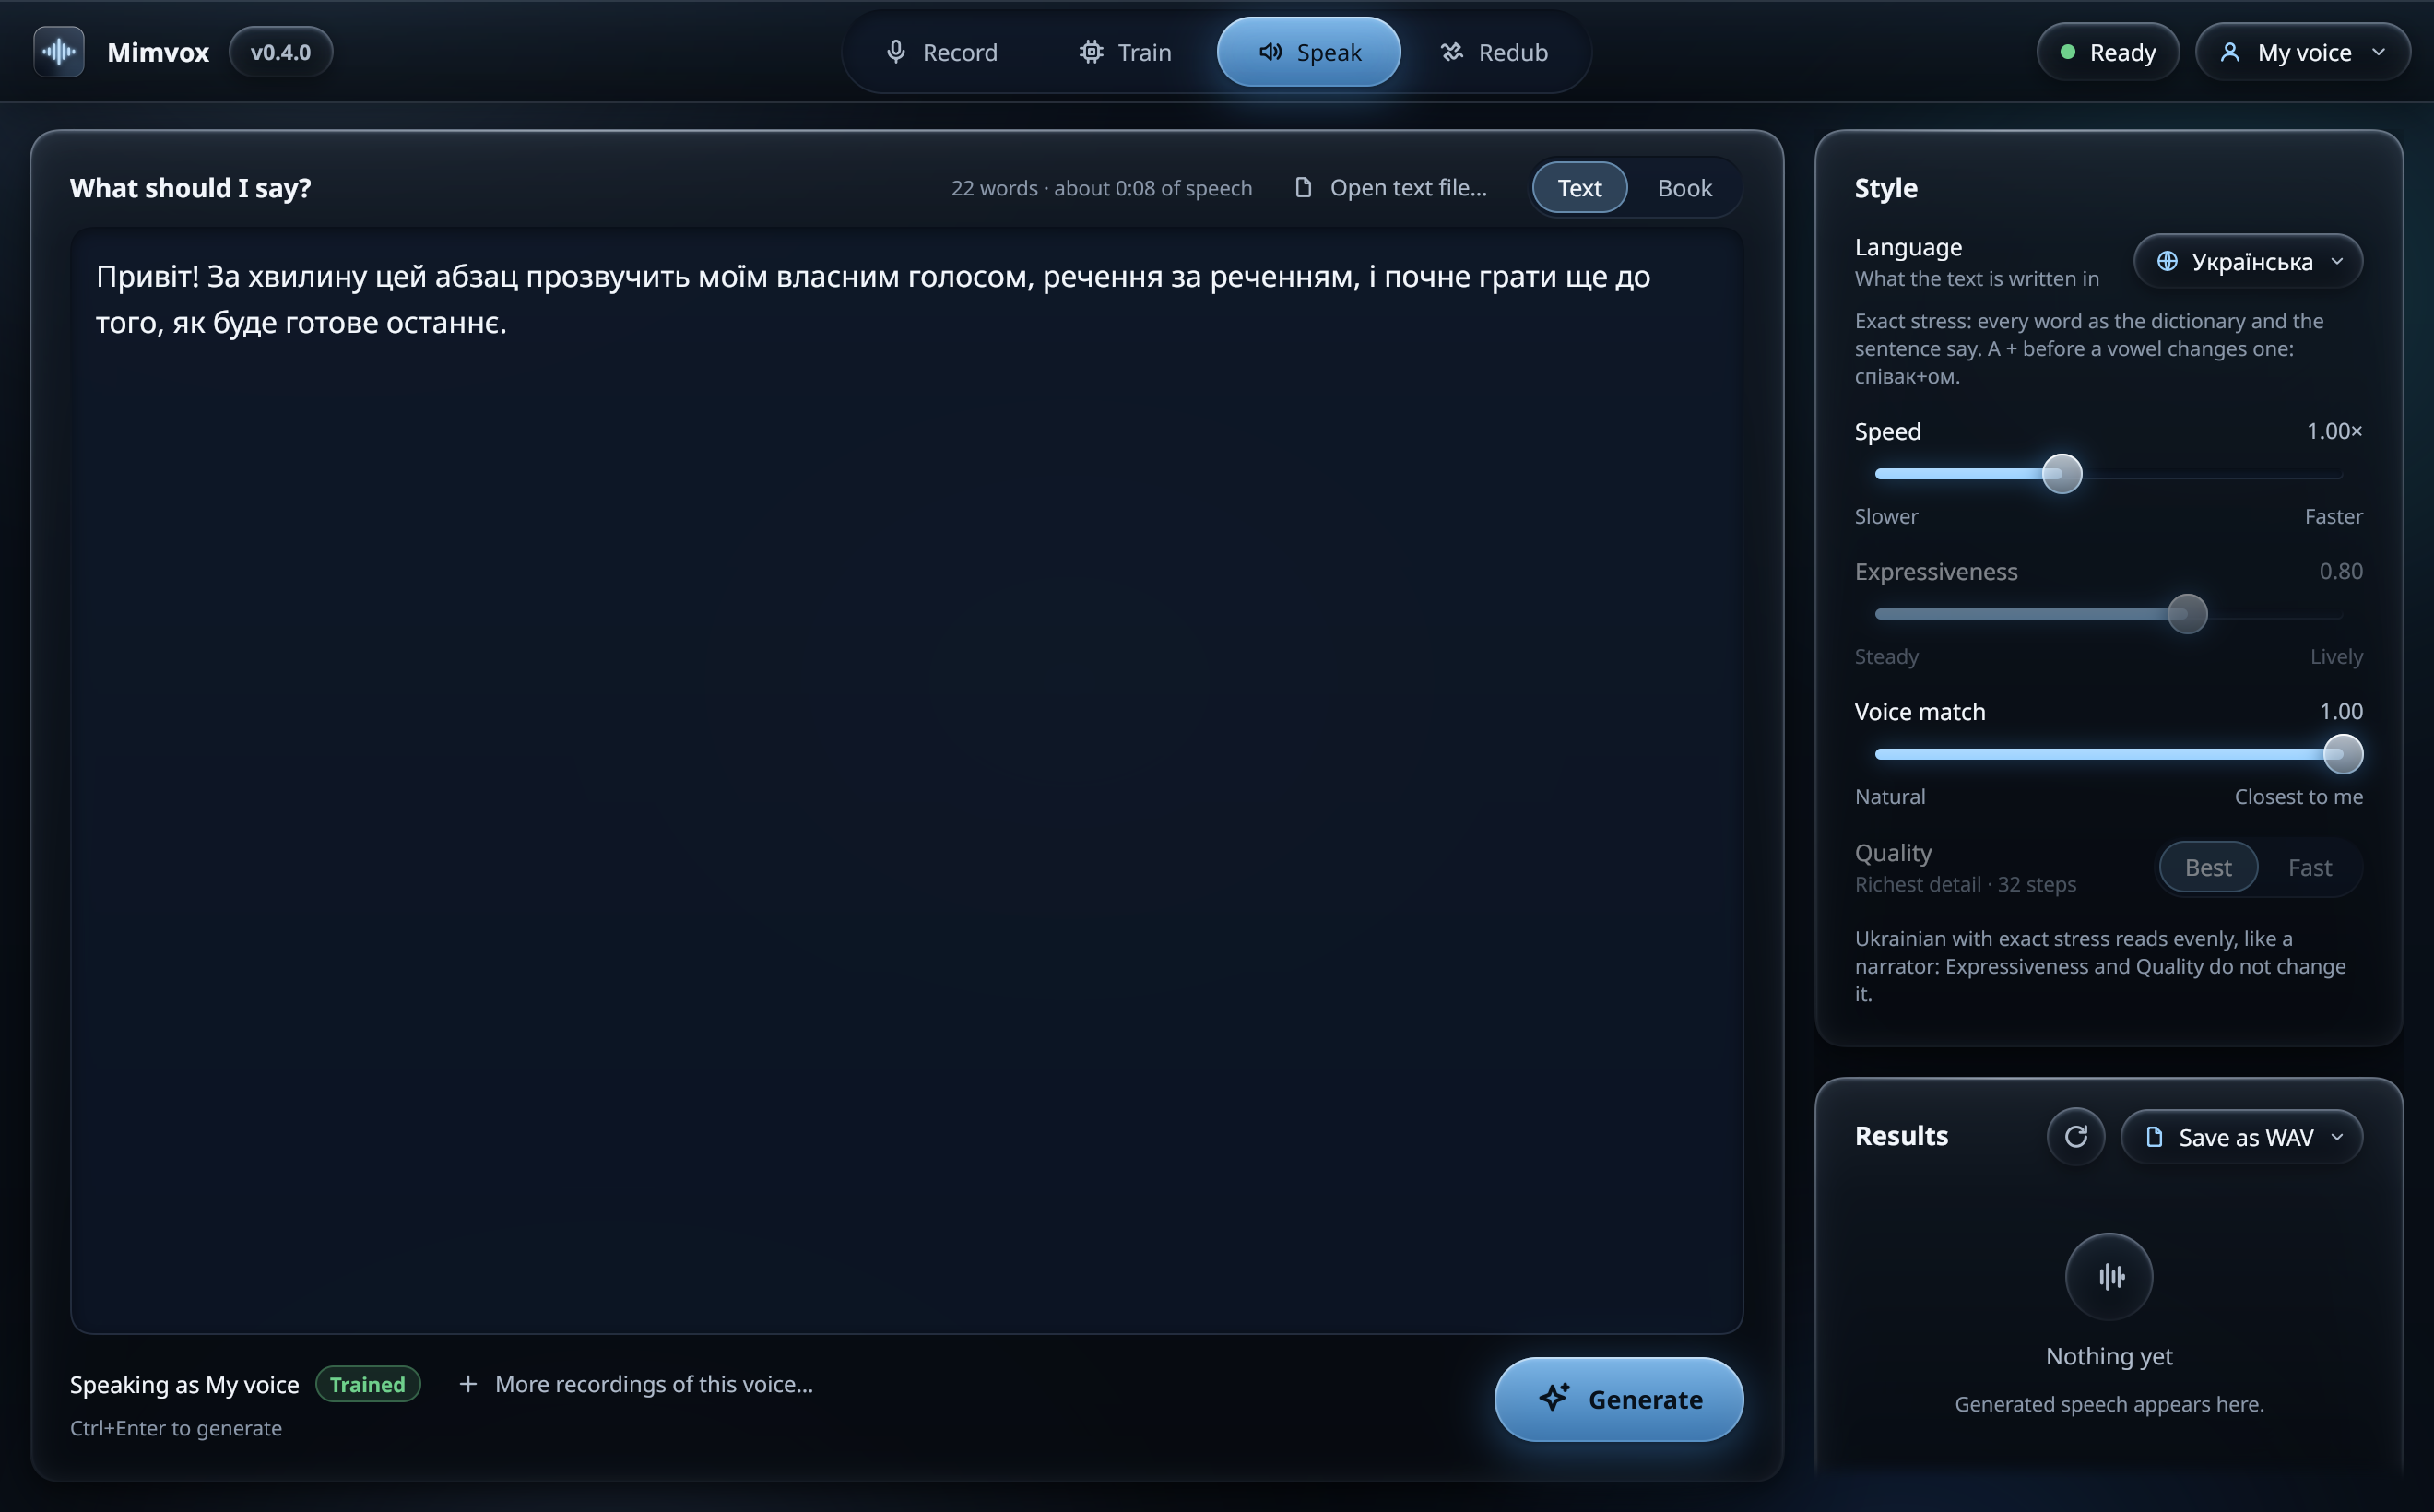 Mimvox v0.4.0
Record Train Speak Redub
Ready My voice
What should I say?
22 words · about 0:08 of speech Open text file... Text Book
Привіт! За хвилину цей абзац прозвучить моїм власним голосом, речення за реченням, і почне грати ще до
того, як буде готове останнє.
Speaking as My voice Trained + More recordings of this voice...
Ctrl+Enter to generate
Generate
Style
Language
What the text is written in
Українська
Exact stress: every word as the dictionary and the
sentence say. A + before a vowel changes one:
співак+ом.
Speed 1.00×
Slower Faster
Expressiveness 0.80
Steady Lively
Voice match 1.00
Natural Closest to me
Quality
Richest detail · 32 steps
Best Fast
Ukrainian with exact stress reads evenly, like a
narrator: Expressiveness and Quality do not change
it.
Results Save as WAV
Nothing yet
Generated speech appears here.